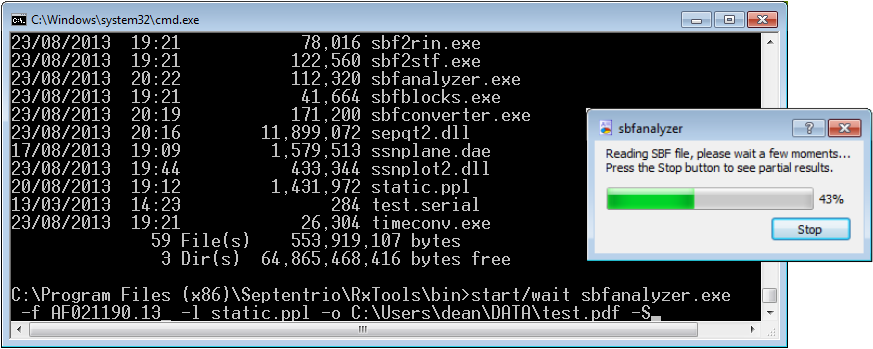 C:\Windows\system32\cmd.exe
23/08/2013  19:21            78,016 sbf2rin.exe
23/08/2013  19:21           122,560 sbf2stf.exe
23/08/2013  20:22           112,320 sbfanalyzer.exe
23/08/2013  19:21            41,664 sbfblocks.exe
23/08/2013  20:19           171,200 sbfconverter.exe
23/08/2013  20:16        11,899,072 sepqt2.dll
17/08/2013  19:09         1,579,513 ssnplane.dae
23/08/2013  19:44           433,344 ssnplot2.dll
20/08/2013  19:12         1,431,972 static.ppl
13/03/2013  14:23               284 test.serial
23/08/2013  19:21            26,304 timeconv.exe
59 File(s)    553,919,107 bytes
3 Dir(s)  64,865,468,416 bytes free
C:\Program Files (x86)\Septentrio\RxTools\bin>start/wait sbfanalyzer.exe
-f AF021190.13_ -l static.ppl -o C:\Users\dean\DATA\test.pdf -S_
sbfanalyzer
Reading SBF file, please wait a few moments...
Press the Stop button to see partial results.
43%
Stop